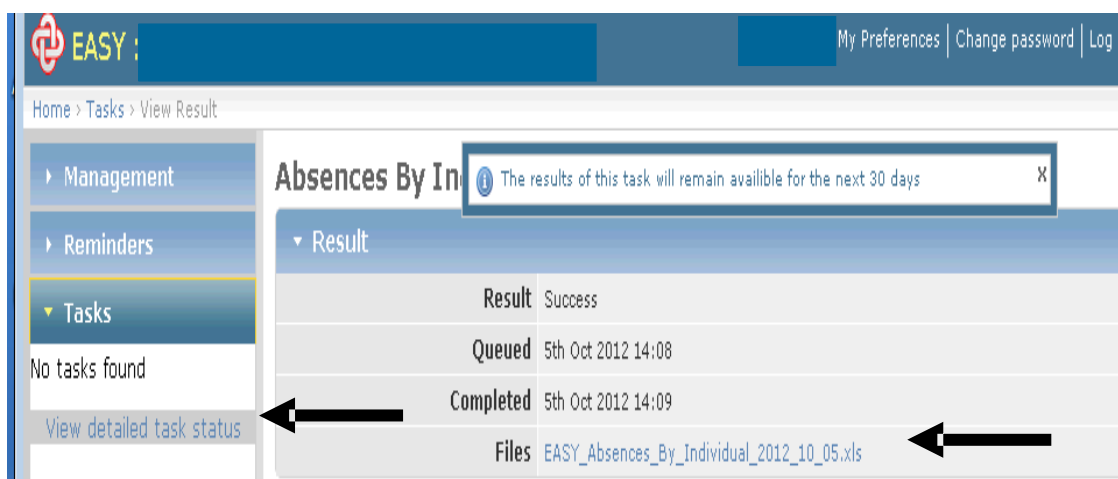 EASY :
My Preferences | Change password | Log
Home > Tasks > View Result
Management
Reminders
Tasks
No tasks found
View detailed task status
Absences By In
The results of this task will remain availible for the next 30 days
x
Result
Result Success
Queued 5th Oct 2012 14:08
Completed 5th Oct 2012 14:09
Files EASY_Absences_By_Individual_2012_10_05.xls